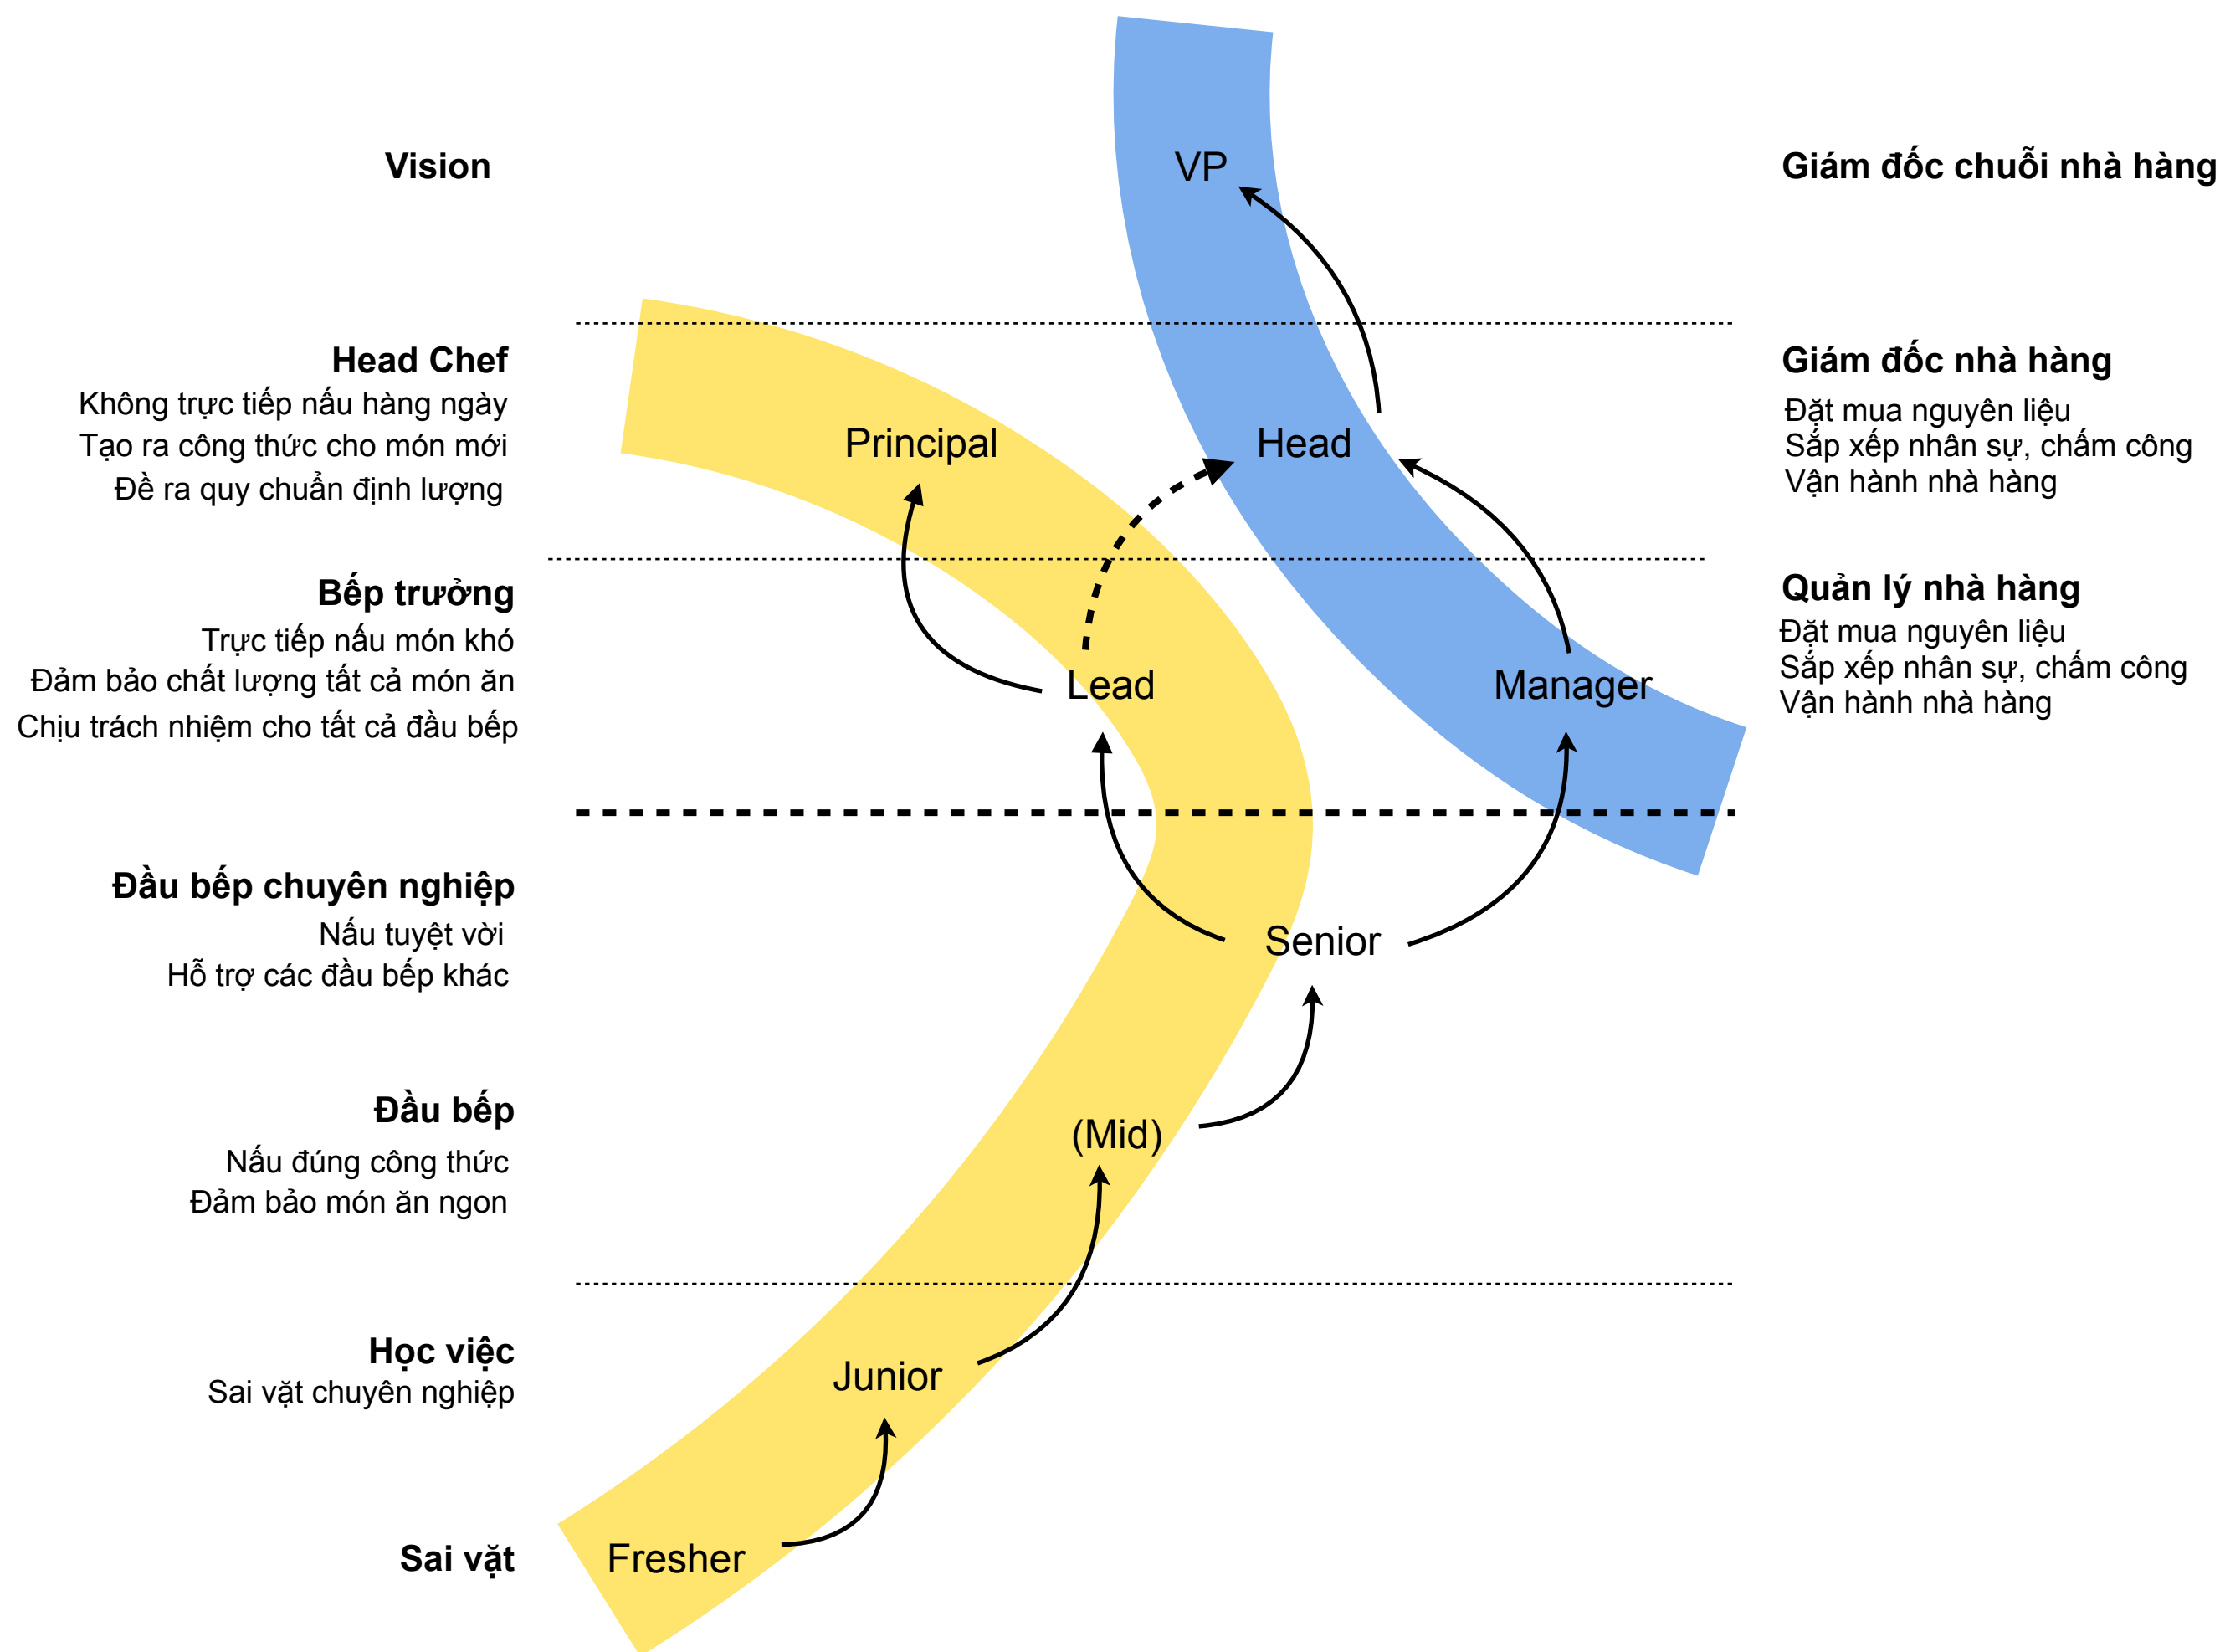 Vision
VP
Giám đốc chuỗi nhà hàng
Head Chef
Không trực tiếp nấu hàng ngày
Tạo ra công thức cho món mới
Đề ra quy chuẩn định lượng
Principal
Head
Giám đốc nhà hàng
Đặt mua nguyên liệu
Sắp xếp nhân sự, chấm công
Vận hành nhà hàng
Bếp trưởng
Trực tiếp nấu món khó
Đảm bảo chất lượng tất cả món ăn
Chịu trách nhiệm cho tất cả đầu bếp
Lead
Manager
Quản lý nhà hàng
Đặt mua nguyên liệu
Sắp xếp nhân sự, chấm công
Vận hành nhà hàng
Đầu bếp chuyên nghiệp
Nấu tuyệt vời
Hỗ trợ các đầu bếp khác
Senior
Đầu bếp
Nấu đúng công thức
Đảm bảo món ăn ngon
(Mid)
Học việc
Sai vặt chuyên nghiệp
Junior
Sai vặt
Fresher